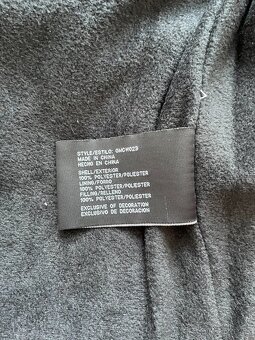 STYLE/ESTILO: GWCW029
MADE IN CHINA
HECHO EN CHINA
SHELL/EXTERIOR
100% POLYESTER/POLIESTER
LINING/FORRO
100% POLYESTER/POLIESTER
FILLING/RELLENO
100% POLYESTER/POLIESTER
EXCLUSIVE OF DECORATION
EXCLUSIVO DE DECORACION